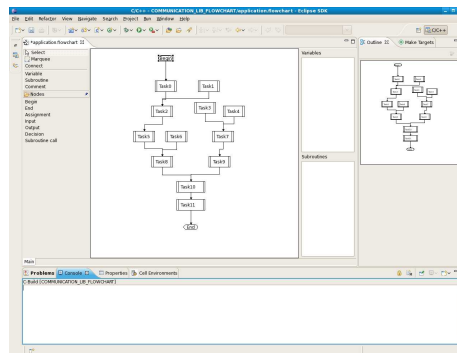 C/C++ - COMMUNICATION_LIB_FLOWCHART/application.flowchart - Eclipse SDK
File Edit Refactor View Navigate Search Project Run Window Help
C/C++
*application.flowchart
Outline
Make Targets
Select
Marquee
Connect
Variable
Subroutine
Comment
Nodes
Begin
End
Assignment
Input
Output
Decision
Subroutine call
Begin
Task0
Task1
Task2
Task3
Task4
Task5
Task6
Task7
Task8
Task9
Task10
Task11
End
Variables
Subroutines
Main
Problems
Console
Properties
Cell Environments
C-Build [COMMUNICATION_LIB_FLOWCHART]